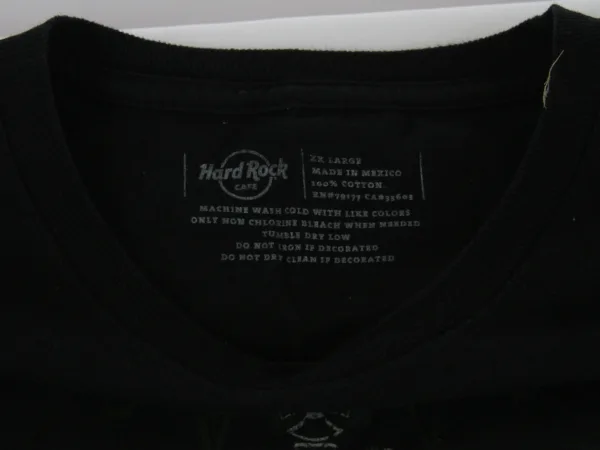 Hard Rock
CAFE
XX LARGE
MADE IN MEXICO
100% COTTON.
MACHINE WASH COLD WITH LIKE COLORS
ONLY NON CHLORINE BLEACH WHEN NEEDED
TUMBLE DRY LOW
DO NOT IRON IF DECORATED
DO NOT DRY CLEAN IF DECORATED